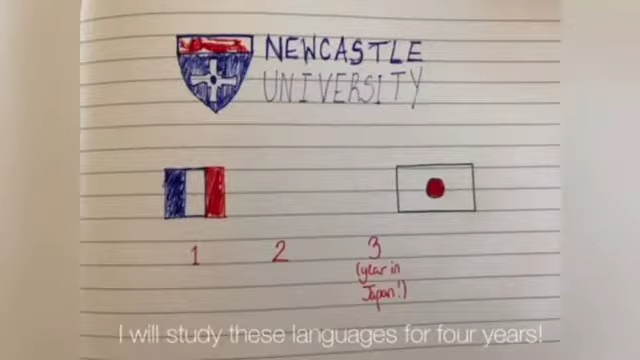 NEWCASTLE
UNIVERSITY
1 2 3
(year in
Japan!)
I will study these languages for four years!